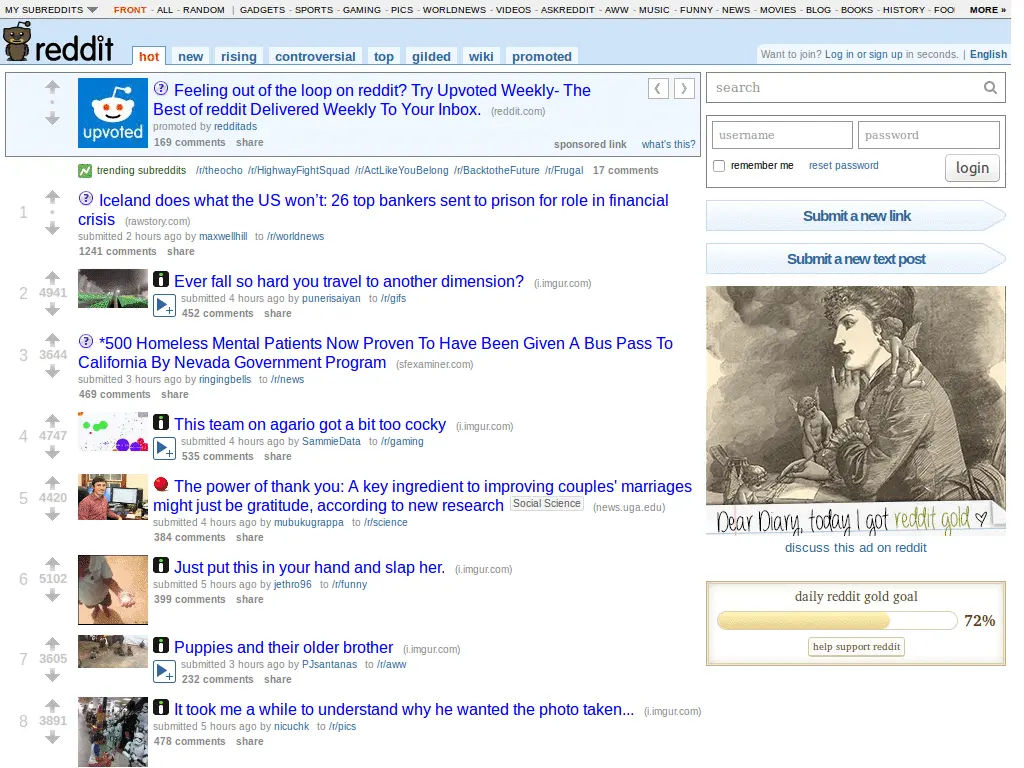 MY SUBREDDITS FRONT - ALL - RANDOM | GADGETS - SPORTS - GAMING - PICS - WORLDNEWS - VIDEOS - ASKREDDIT - AWW - MUSIC - FUNNY - NEWS - MOVIES - BLOG - BOOKS - HISTORY - FOO MORE »
reddit hot new rising controversial top gilded wiki promoted
Want to join? Log in or sign up in seconds. | English
upvoted
Feeling out of the loop on reddit? Try Upvoted Weekly- The
Best of reddit Delivered Weekly To Your Inbox. (reddit.com)
promoted by redditads
169 comments share
sponsored link what's this?
trending subreddits /r/theocho /r/HighwayFightSquad /r/ActLikeYouBelong /r/BacktotheFuture /r/Frugal 17 comments
1
Iceland does what the US won't: 26 top bankers sent to prison for role in financial
crisis (rawstory.com)
submitted 2 hours ago by maxwellhill to /r/worldnews
1241 comments share
2 4941
Ever fall so hard you travel to another dimension? (i.imgur.com)
submitted 4 hours ago by punerisaiyan to /r/gifs
452 comments share
3 3644
*500 Homeless Mental Patients Now Proven To Have Been Given A Bus Pass To
California By Nevada Government Program (sfexaminer.com)
submitted 3 hours ago by ringingbells to /r/news
469 comments share
4 4747
This team on agario got a bit too cocky (i.imgur.com)
submitted 4 hours ago by SammieData to /r/gaming
535 comments share
5 4420
The power of thank you: A key ingredient to improving couples' marriages
might just be gratitude, according to new research Social Science (news.uga.edu)
submitted 4 hours ago by mubukugrappa to /r/science
384 comments share
6 5102
Just put this in your hand and slap her. (i.imgur.com)
submitted 5 hours ago by jethro96 to /r/funny
399 comments share
7 3605
Puppies and their older brother (i.imgur.com)
submitted 3 hours ago by PJsantanas to /r/aww
232 comments share
8 3891
It took me a while to understand why he wanted the photo taken... (i.imgur.com)
submitted 5 hours ago by nicuchk to /r/pics
478 comments share
search
username password
remember me reset password login
Submit a new link
Submit a new text post
Dear Diary, today I got reddit gold
discuss this ad on reddit
daily reddit gold goal
72%
help support reddit